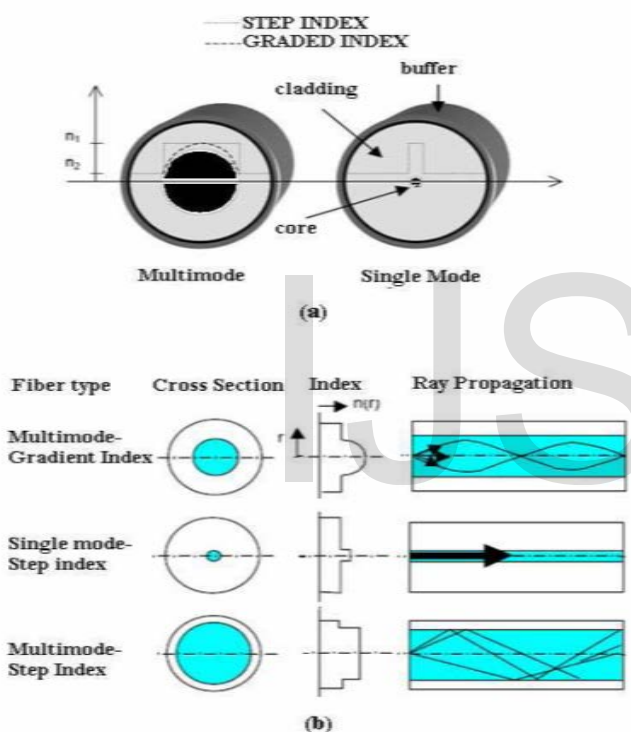 STEP INDEX
GRADED INDEX
buffer
cladding
n1
n2
core
Multimode
Single Mode
(a)
Fiber type Cross Section Index Ray Propagation
n(r)
r
Multimode-
Gradient Index
Single mode-
Step index
Multimode-
Step Index
(b)
IJS